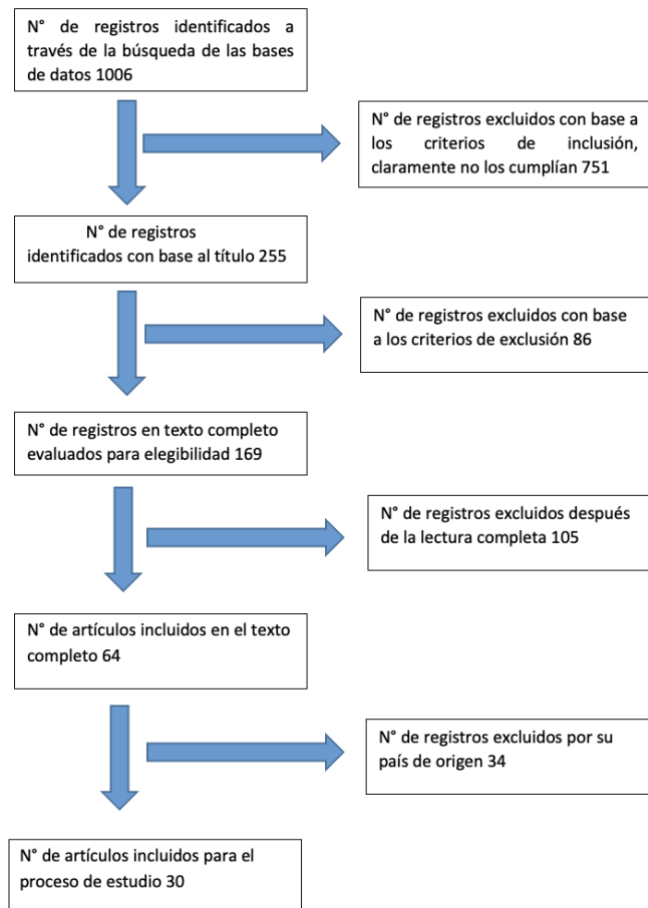 N° de registros identificados a
través de la búsqueda de las bases
de datos 1006
N° de registros excluidos con base a
los criterios de inclusión,
claramente no los cumplían 751
N° de registros
identificados con base al título 255
N° de registros excluidos con base
a los criterios de exclusión 86
N° de registros en texto completo
evaluados para elegibilidad 169
N° de registros excluidos después
de la lectura completa 105
N° de artículos incluidos en el texto
completo 64
N° de registros excluidos por su
país de origen 34
N° de artículos incluidos para el
proceso de estudio 30